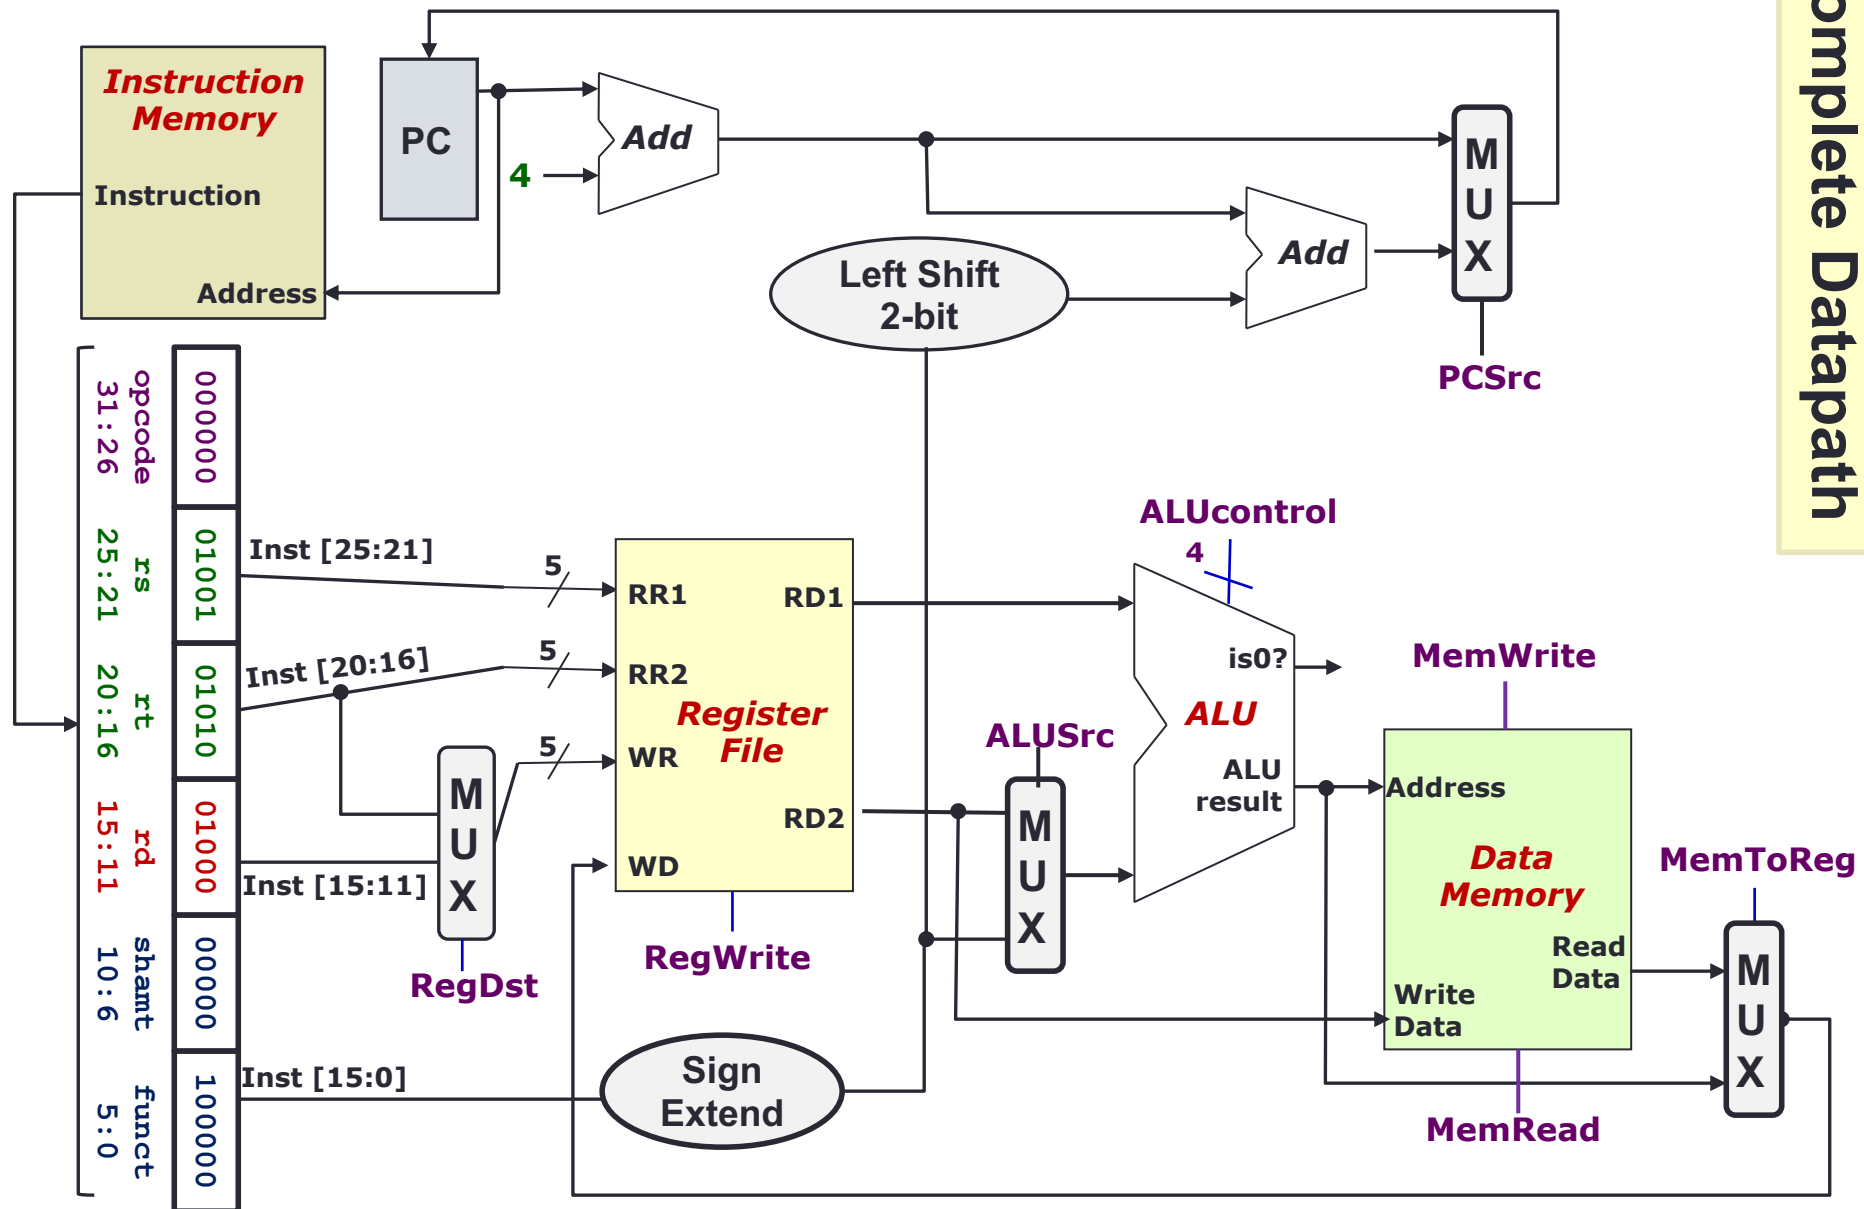 omplete Datapath
Instruction
Memory
Instruction
Address
PC
4
Add
Add
Left Shift
2-bit
M
U
X
PCSrc
opcode
31:26
000000
rs
25:21
01001
rt
20:16
01010
rd
15:11
01000
shamt
10:6
00000
funct
5:0
100000
Inst [25:21]
5
Inst [20:16]
5
5
Inst [15:11]
M
U
X
RegDst
Inst [15:0]
RR1
RR2
WR
WD
RD1
RD2
Register
File
RegWrite
Sign
Extend
ALUSrc
M
U
X
ALUcontrol
4
is0?
ALU
ALU
result
MemWrite
Address
Data
Memory
Read
Data
Write
Data
MemRead
MemToReg
M
U
X